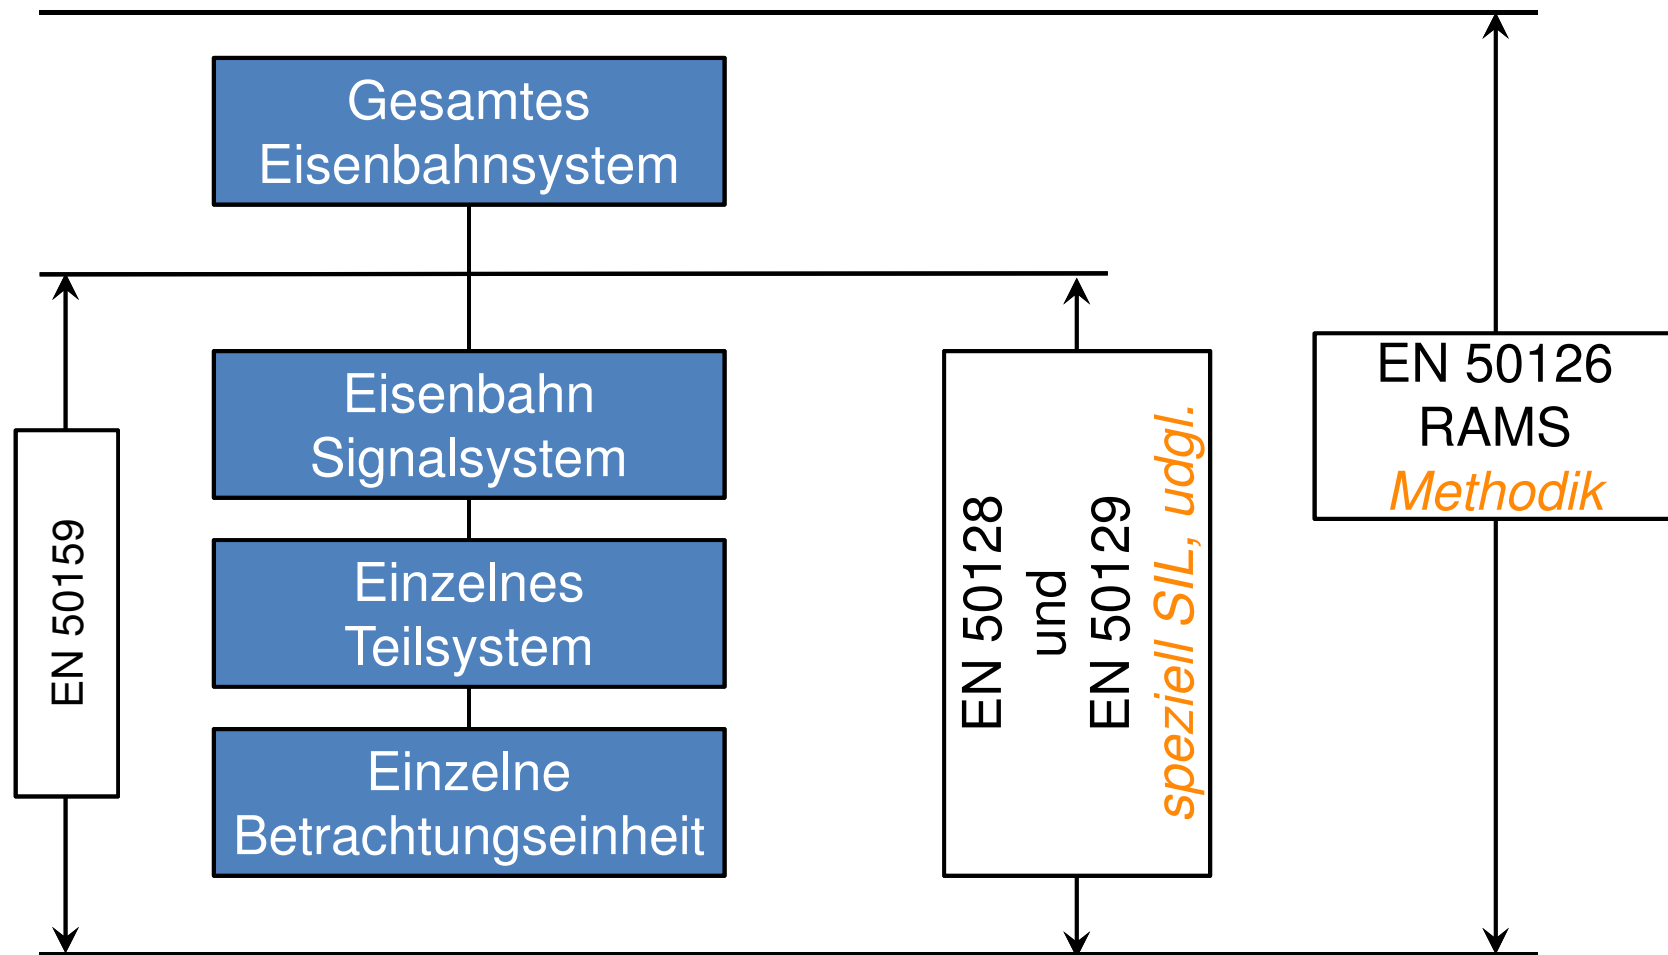 Gesamtes
Eisenbahnsystem
Eisenbahn
Signalsystem
Einzelnes
Teilsystem
Einzelne
Betrachtungseinheit
EN 50159
EN 50128
und
EN 50129
speziell SIL, udgl.
EN 50126
RAMS
Methodik